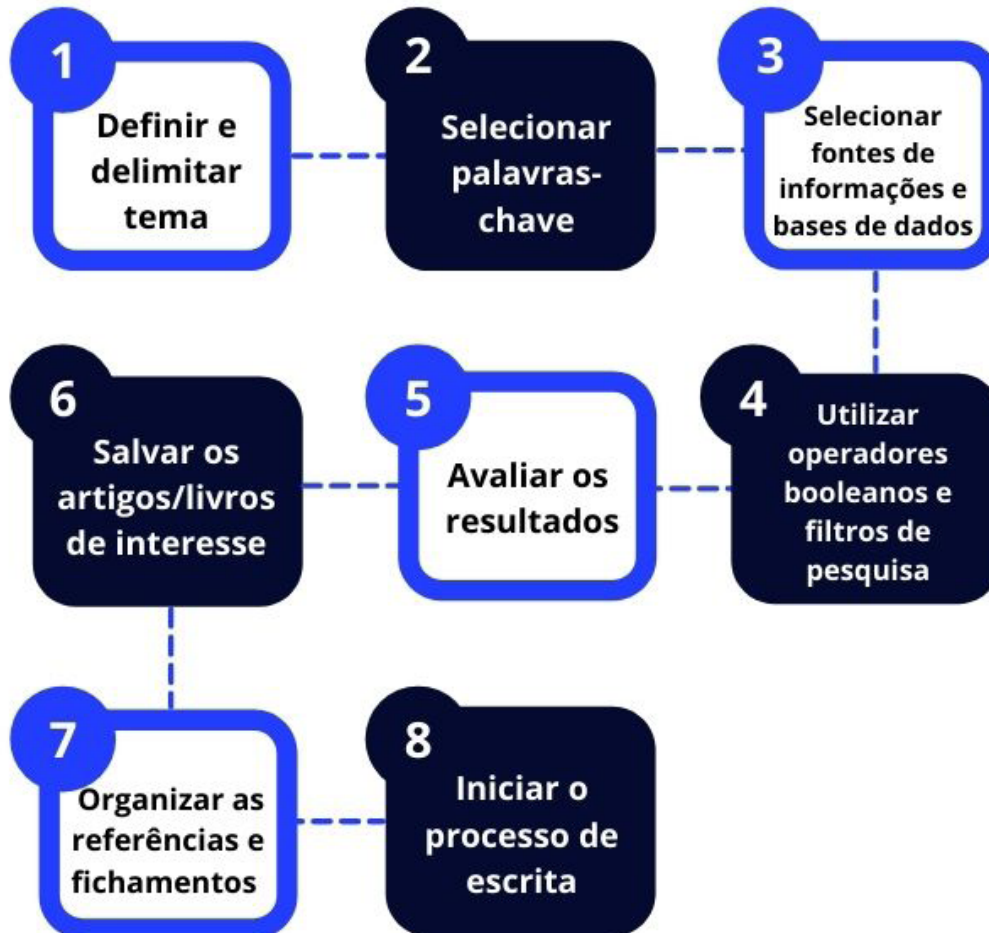 1
Definir e
delimitar
tema
2
Selecionar
palavras-
chave
3
Selecionar
fontes de
informações e
bases de dados
4
Utilizar
operadores
booleanos e
filtros de
pesquisa
5
Avaliar os
resultados
6
Salvar os
artigos/livros
de interesse
7
Organizar as
referências e
fichamentos
8
Iniciar o
processo de
escrita